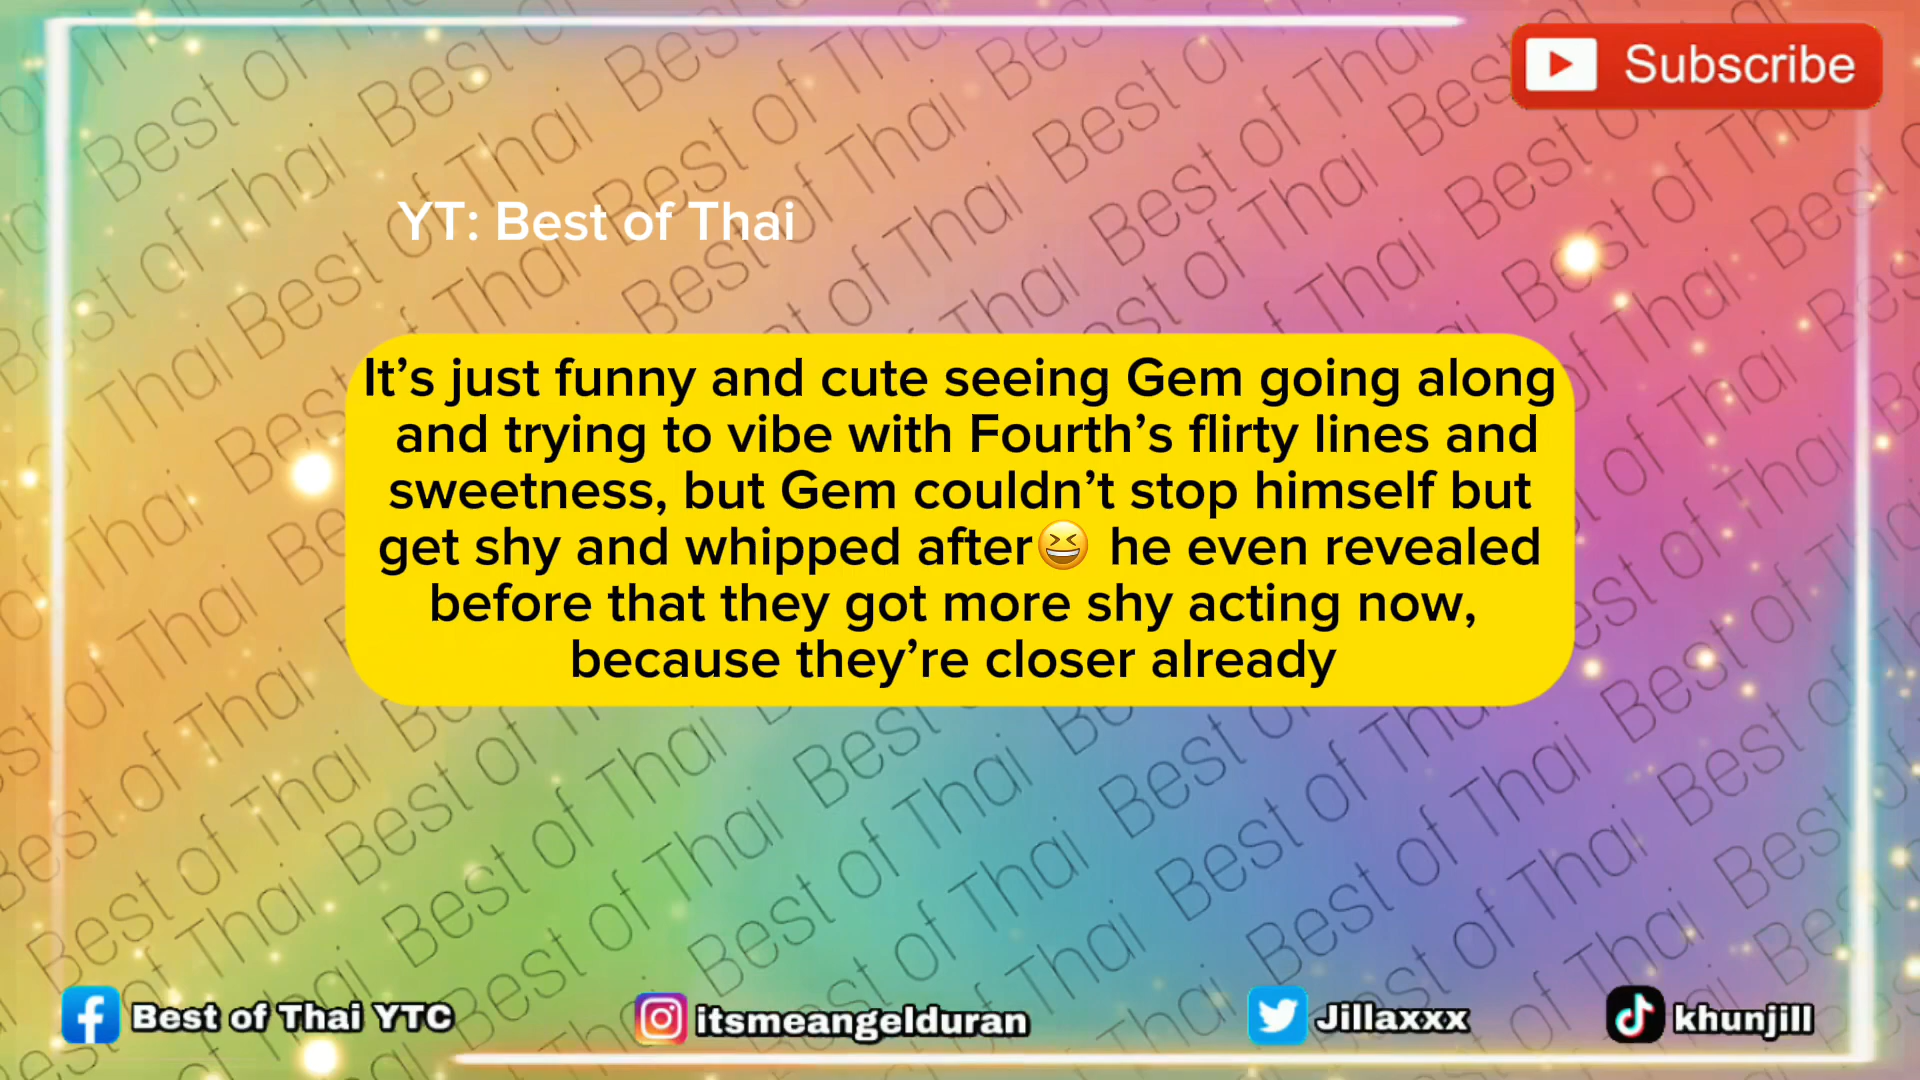 Subscribe
YT: Best of Thai
It’s just funny and cute seeing Gem going along
and trying to vibe with Fourth’s flirty lines and
sweetness, but Gem couldn’t stop himself but
get shy and whipped after😆 he even revealed
before that they got more shy acting now,
because they’re closer already
Best of Thai YTC
itsmeangelduran
Jillaxxx
khunjill